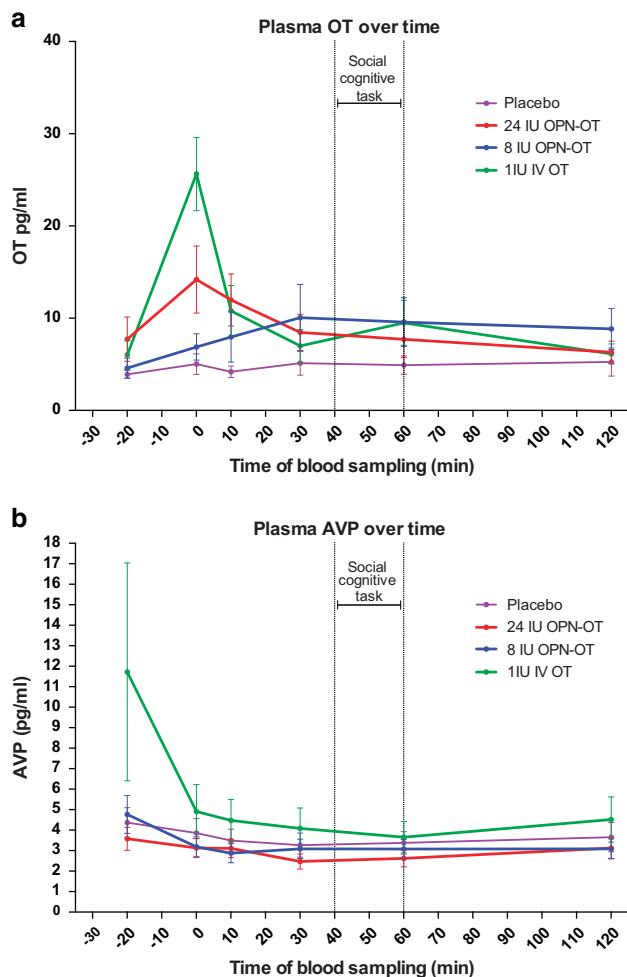 a
Plasma OT over time
40
30
20
10
0
OT pg/ml
Social
cognitive
task
Placebo
24 IU OPN-OT
8 IU OPN-OT
1IU IV OT
-30 -20 0 10 30 40 50 60 70 80 90 100 110 120
Time of blood sampling (min)
b
Plasma AVP over time
18
17
16
15
14
13
12
11
10
9
8
7
6
5
4
3
2
1
0
AVP (pg/ml)
Social
cognitive
task
Placebo
24 IU OPN-OT
8 IU OPN-OT
1IU IV OT
-30 -20 0 10 30 40 50 60 70 80 90 100 110 120
Time of blood sampling (min)